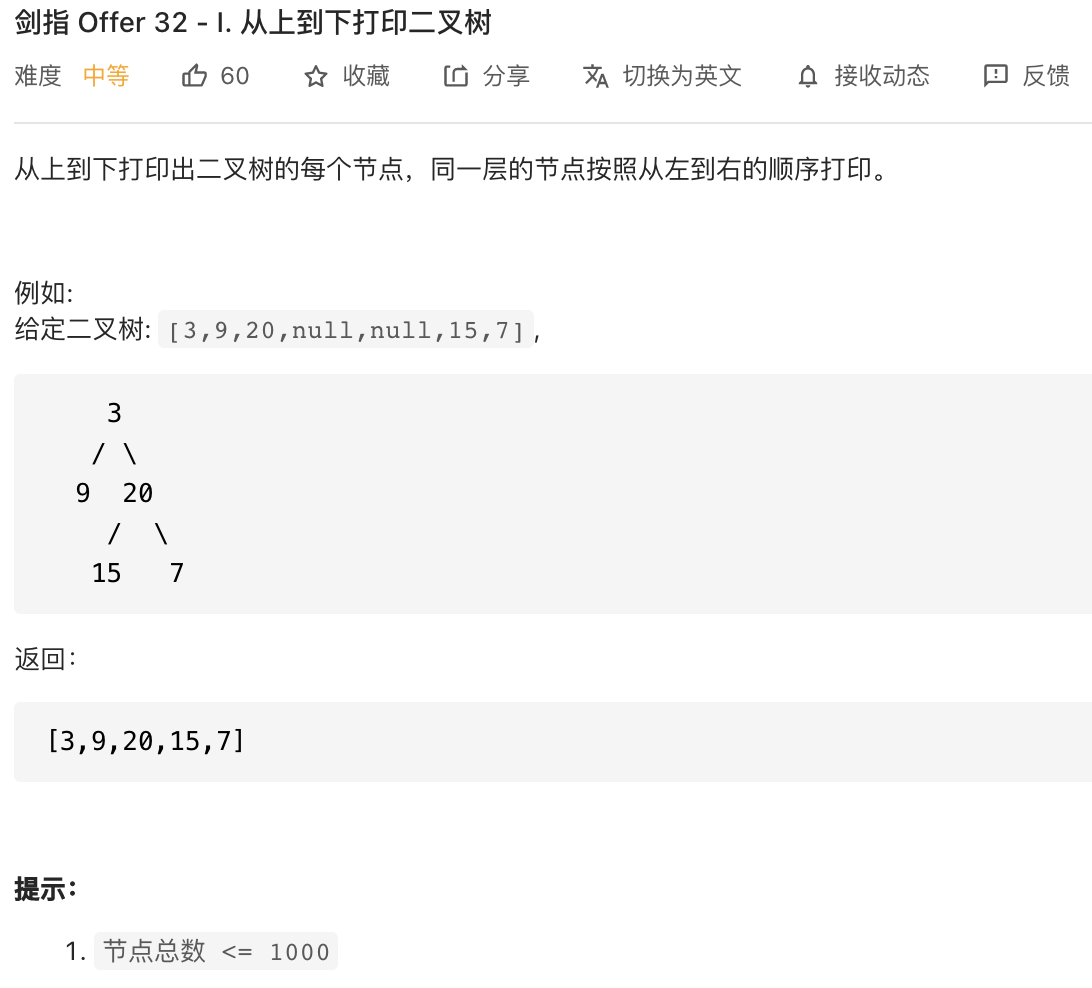 剑指 Offer 32 - I. 从上到下打印二叉树
难度 中等 60 收藏 分享 切换为英文 接收动态 反馈
从上到下打印出二叉树的每个节点，同一层的节点按照从左到右的顺序打印。
例如:
给定二叉树: [3,9,20,null,null,15,7],
3
/ \
9 20
/ \
15 7
返回：
[3,9,20,15,7]
提示：
1. 节点总数 <= 1000